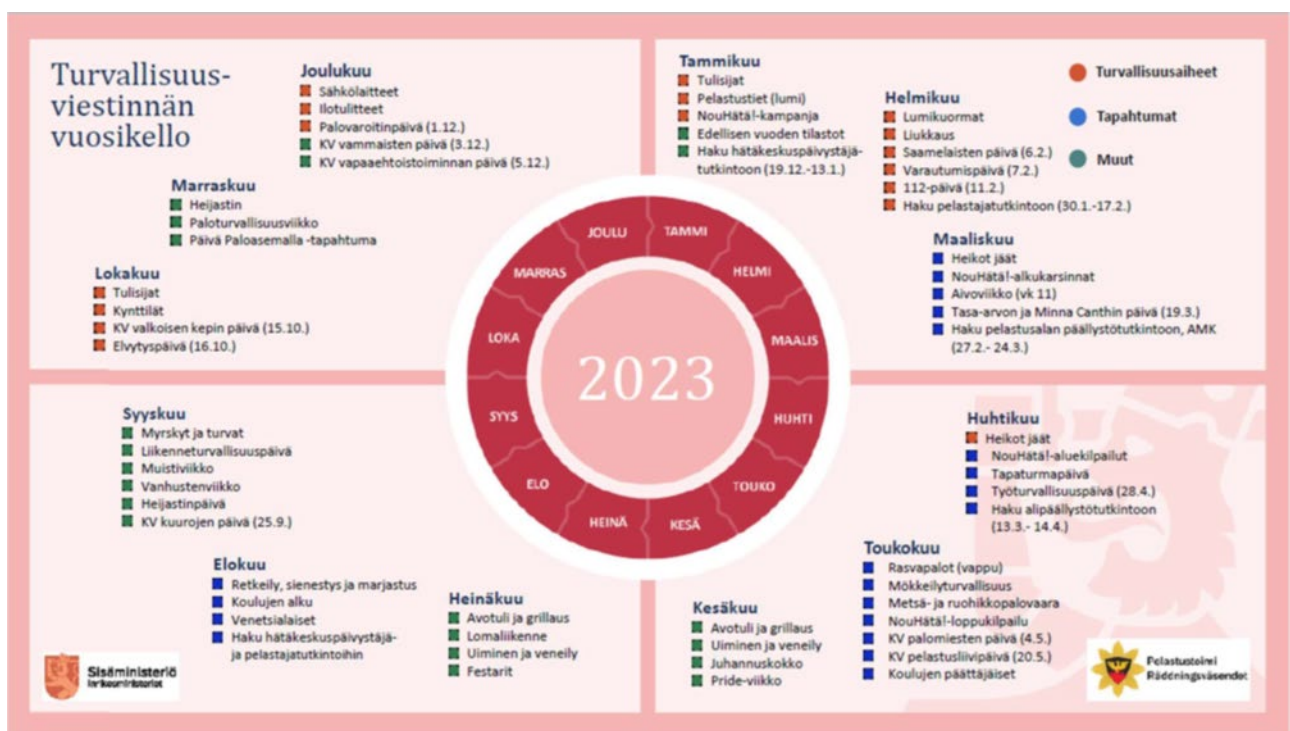 Turvallisuus-
viestinnän
vuosikello
Joulukuu
Sähkölaitteet
Ilotulitteet
Palovaroitinpäivä (1.12.)
KV vammaisten päivä (3.12.)
KV vapaaehtoistoiminnan päivä (5.12.)
Marraskuu
Heijastin
Paloturvallisuusviikko
Päivä Paloasemalla -tapahtuma
Lokakuu
Tulisijat
Kynttilät
KV valkoisen kepin päivä (15.10.)
Elvytyspäivä (16.10.)
Tammikuu
Tulisijat
Pelastustiet (lumi)
NouHätä!-kampanja
Edellisen vuoden tilastot
Haku hätäkeskuspäivystäjä-
tutkintoon (19.12.-13.1.)
Helmikuu
Lumikuormat
Liukkaus
Saamelaisten päivä (6.2.)
Varautumispäivä (7.2.)
112-päivä (11.2.)
Haku pelastajatutkintoon (30.1.-17.2.)
Turvallisuusaiheet
Tapahtumat
Muut
Maaliskuu
Heikot jäät
NouHätä!-alkukarsinnat
Aivoviikko (vk 11)
Tasa-arvon ja Minna Canthin päivä (19.3.)
Haku pelastusalan päällystötutkintoon, AMK
(27.2.- 24.3.)
JOULU
TAMMI
HELMI
MAALIS
HUHTI
TOUKO
KESÄ
HEINÄ
ELO
SYYS
LOKA
MARRAS
2023
Syyskuu
Myrskyt ja turvat
Liikenneturvallisuuspäivä
Muistiviikko
Vanhustenviikko
Heijastinpäivä
KV kuurojen päivä (25.9.)
Elokuu
Retkeily, sienestys ja marjastus
Koulujen alku
Venetsialaiset
Haku hätäkeskuspäivystäjä-
ja pelastajatutkintoihin
Heinäkuu
Avotuli ja grillaus
Lomaliikenne
Uiminen ja veneily
Festarit
Huhtikuu
Heikot jäät
NouHätä!-aluekilpailut
Tapaturmapäivä
Työturvallisuuspäivä (28.4.)
Haku alipäällystötutkintoon
(13.3.- 14.4.)
Toukokuu
Rasvapalot (vappu)
Mökkeilyturvallisuus
Metsä- ja ruohikkopalovaara
NouHätä!-loppukilpailu
KV palomiesten päivä (4.5.)
KV pelastusliivipäivä (20.5.)
Koulujen päättäjäiset
Kesäkuu
Avotuli ja grillaus
Uiminen ja veneily
Juhannuskokko
Pride-viikko
Sisäministeriö
Inrikesministeriet
Pelastustoimi
Räddningsväsendet